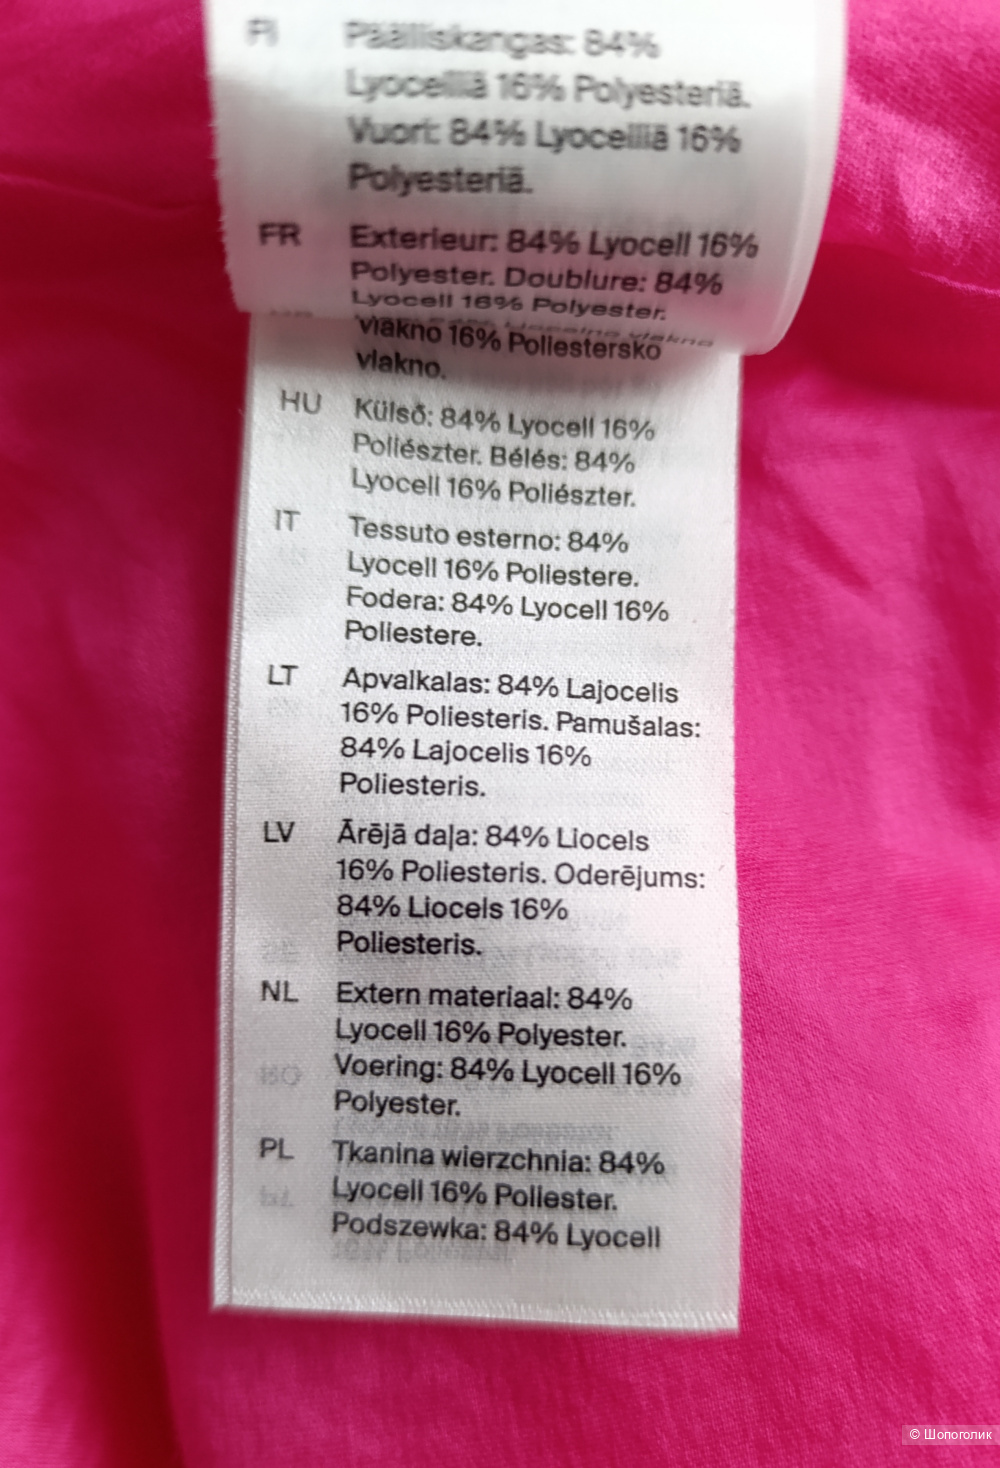 FI Päälliskangas: 84%
Lyocelliä 16% Polyesteriä.
Vuori: 84% Lyocelliä 16%
Polyesteriä.
FR Exterieur: 84% Lyocell 16%
Polyester. Doublure: 84%
Lyocell 16% Polyester.
vlakno 16% Poliestersko
vlakno.
HU Külső: 84% Lyocell 16%
Poliészter. Bélés: 84%
Lyocell 16% Poliészter.
IT Tessuto esterno: 84%
Lyocell 16% Poliestere.
Fodera: 84% Lyocell 16%
Poliestere.
LT Apvalkalas: 84% Lajocelis
16% Poliesteris. Pamušalas:
84% Lajocelis 16%
Poliesteris.
LV Ārējā daļa: 84% Liocels
16% Poliesteris. Oderējums:
84% Liocels 16%
Poliesteris.
NL Extern materiaal: 84%
Lyocell 16% Polyester.
Voering: 84% Lyocell 16%
Polyester.
PL Tkanina wierzchnia: 84%
Lyocell 16% Poliester.
Podszewka: 84% Lyocell
© Шопоголик